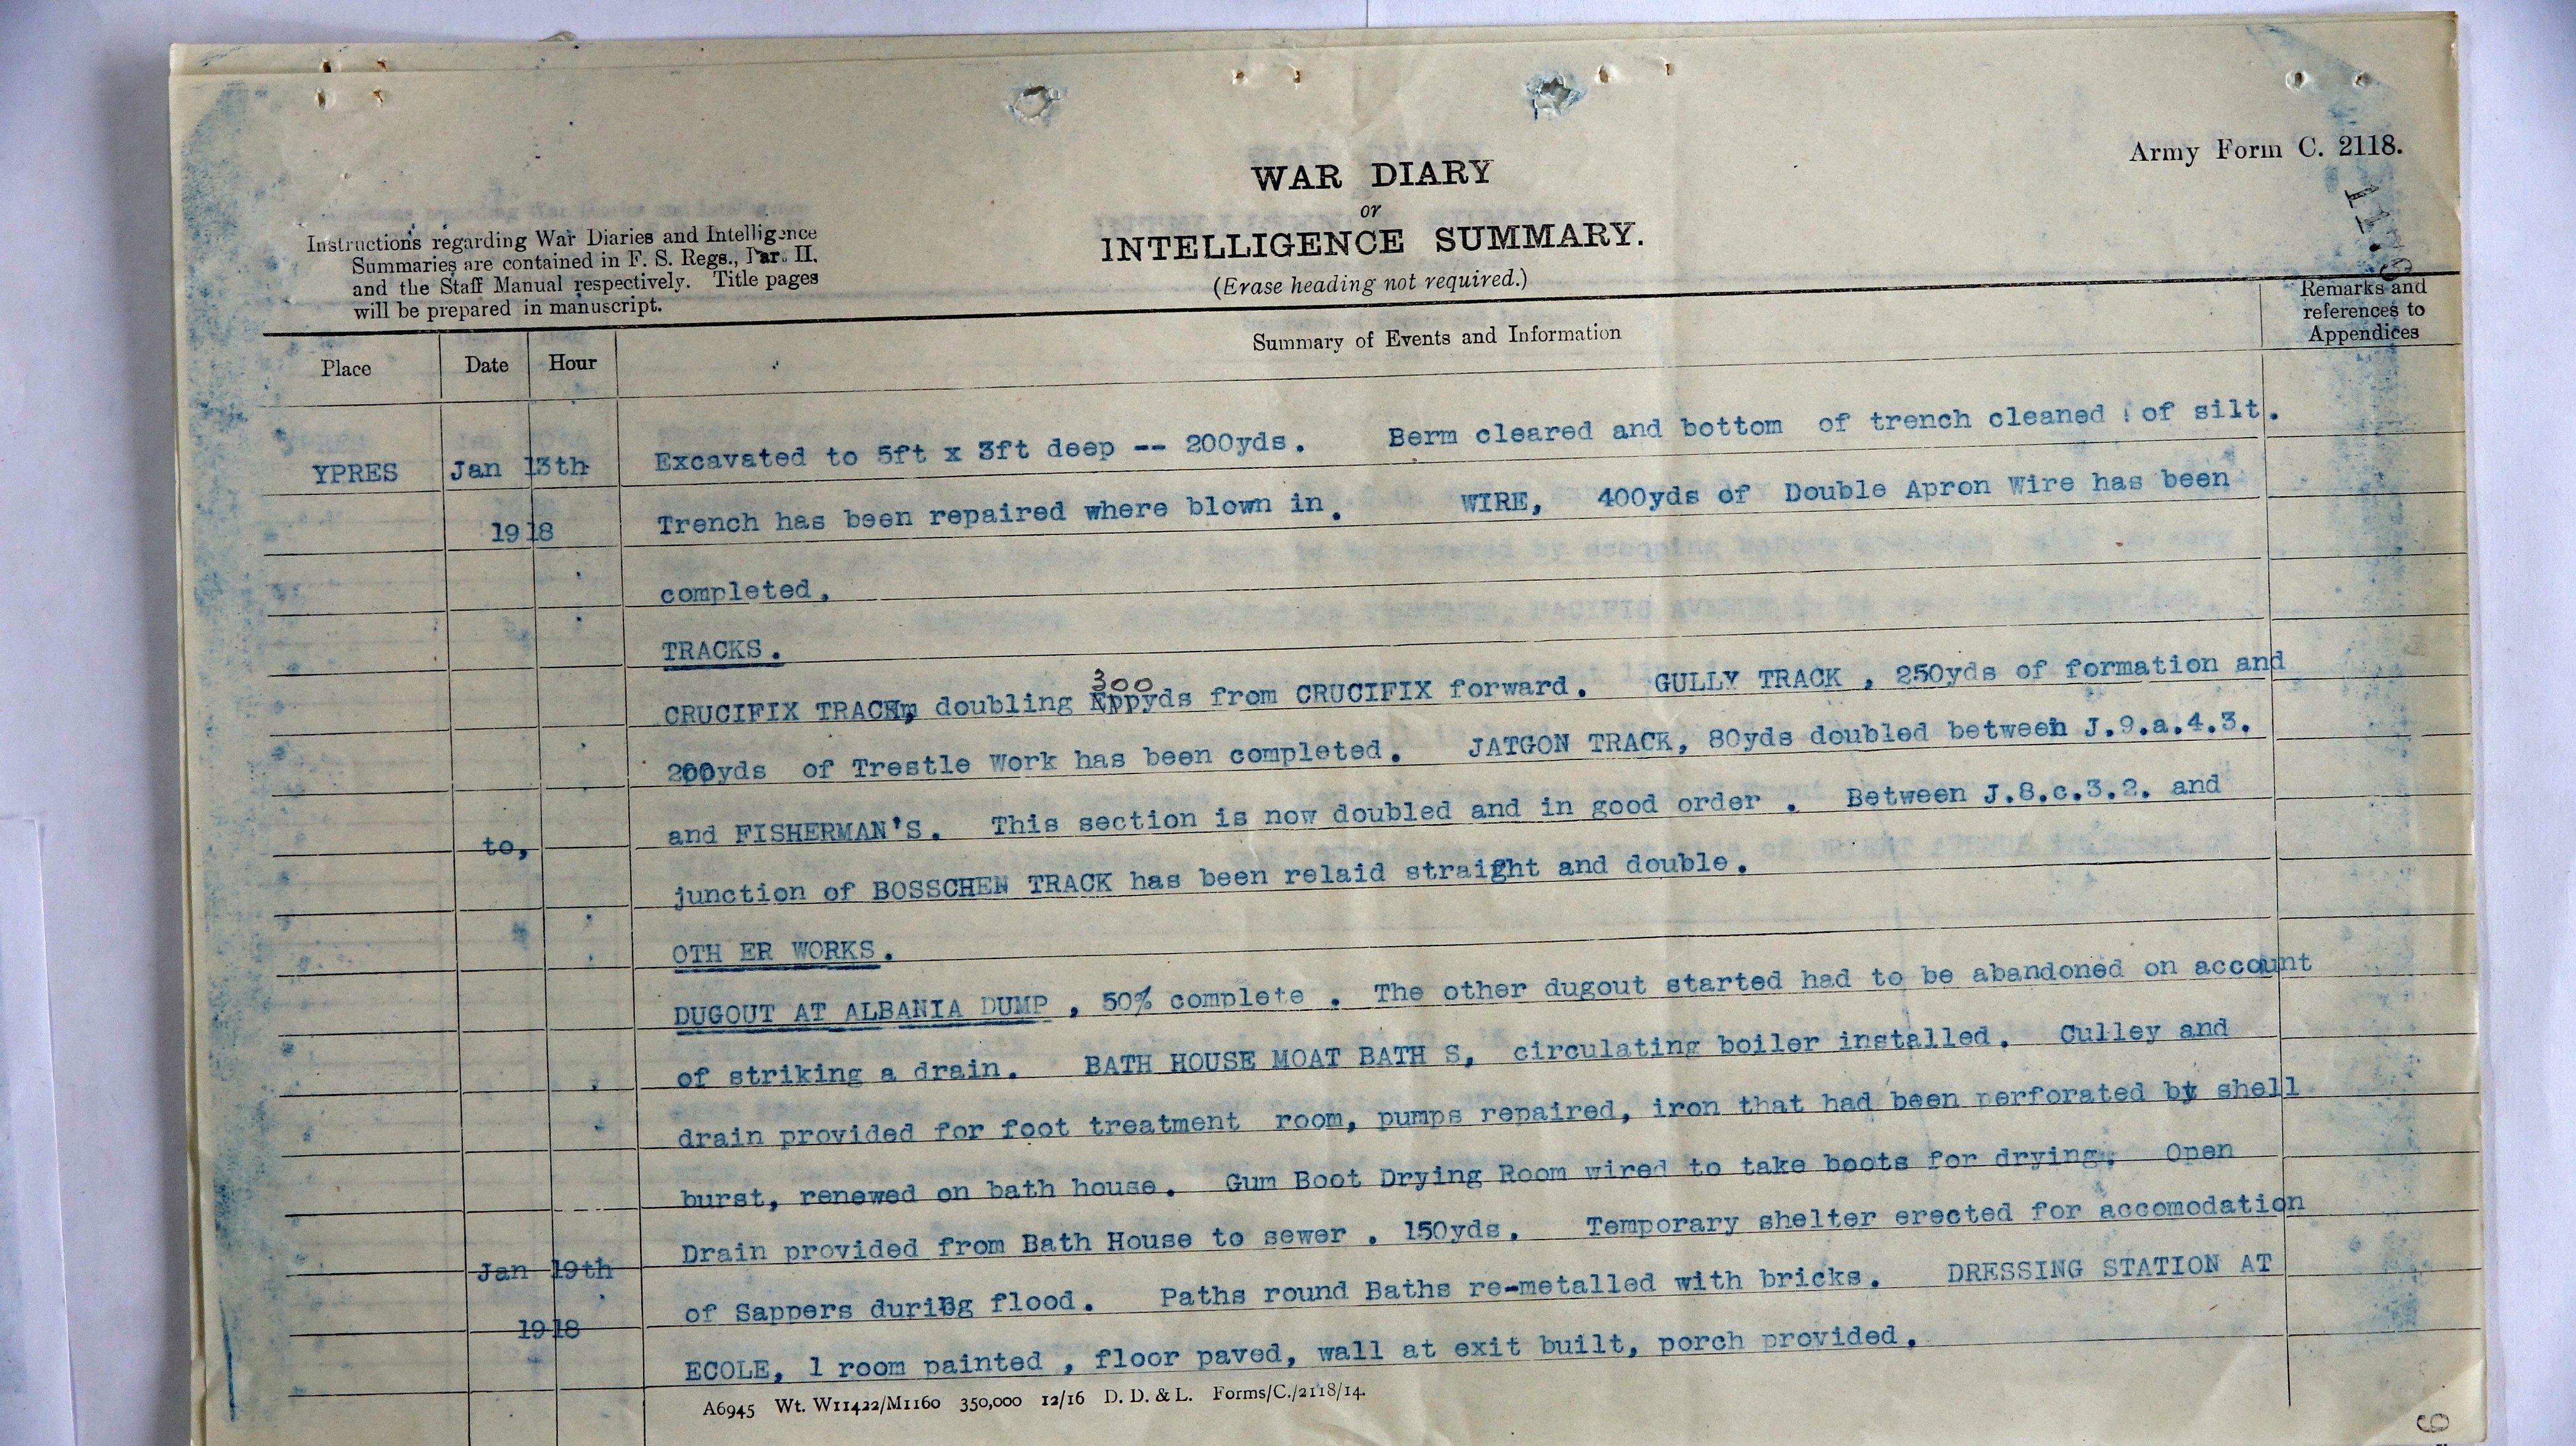 Army Form C. 2118.
WAR DIARY
or
INTELLIGENCE SUMMARY.
(Erase heading not required.)
Instructions regarding War Diaries and Intelligence
Summaries are contained in F. S. Regs., Par. II.
and the Staff Manual respectively. Title pages
will be prepared in manuscript.
Place Date Hour Summary of Events and Information Remarks and
references to
Appendices
YPRES Jan 13th Excavated to 5ft x 3ft deep -- 200yds. Berm cleared and bottom of trench cleaned of silt.
1918 Trench has been repaired where blown in. WIRE, 400yds of Double Apron Wire has been
completed.
TRACKS.
300
CRUCIFIX TRACK, doubling yds from CRUCIFIX forward. GULLY TRACK , 250yds of formation and
200yds of Trestle Work has been completed. JATGON TRACK, 80yds doubled between J.9.a.4.3.
to, and FISHERMAN'S. This section is now doubled and in good order . Between J.8.c.3.2. and
junction of BOSSCHEN TRACK has been relaid straight and double.
OTH ER WORKS.
DUGOUT AT ALBANIA DUMP , 50% complete . The other dugout started had to be abandoned on account
of striking a drain. BATH HOUSE MOAT BATH S, circulating boiler installed. Culley and
drain provided for foot treatment room, pumps repaired, iron that had been perforated by shell
burst, renewed on bath house. Gum Boot Drying Room wired to take boots for drying. Open
Drain provided from Bath House to sewer . 150yds. Temporary shelter erected for accomodation
Jan 19th of Sappers during flood. Paths round Baths re-metalled with bricks. DRESSING STATION AT
1918 ECOLE, 1 room painted , floor paved, wall at exit built, porch provided.
A6945 Wt. W11422/M1160 350,000 12/16 D. D. & L. Forms/C./2118/14.